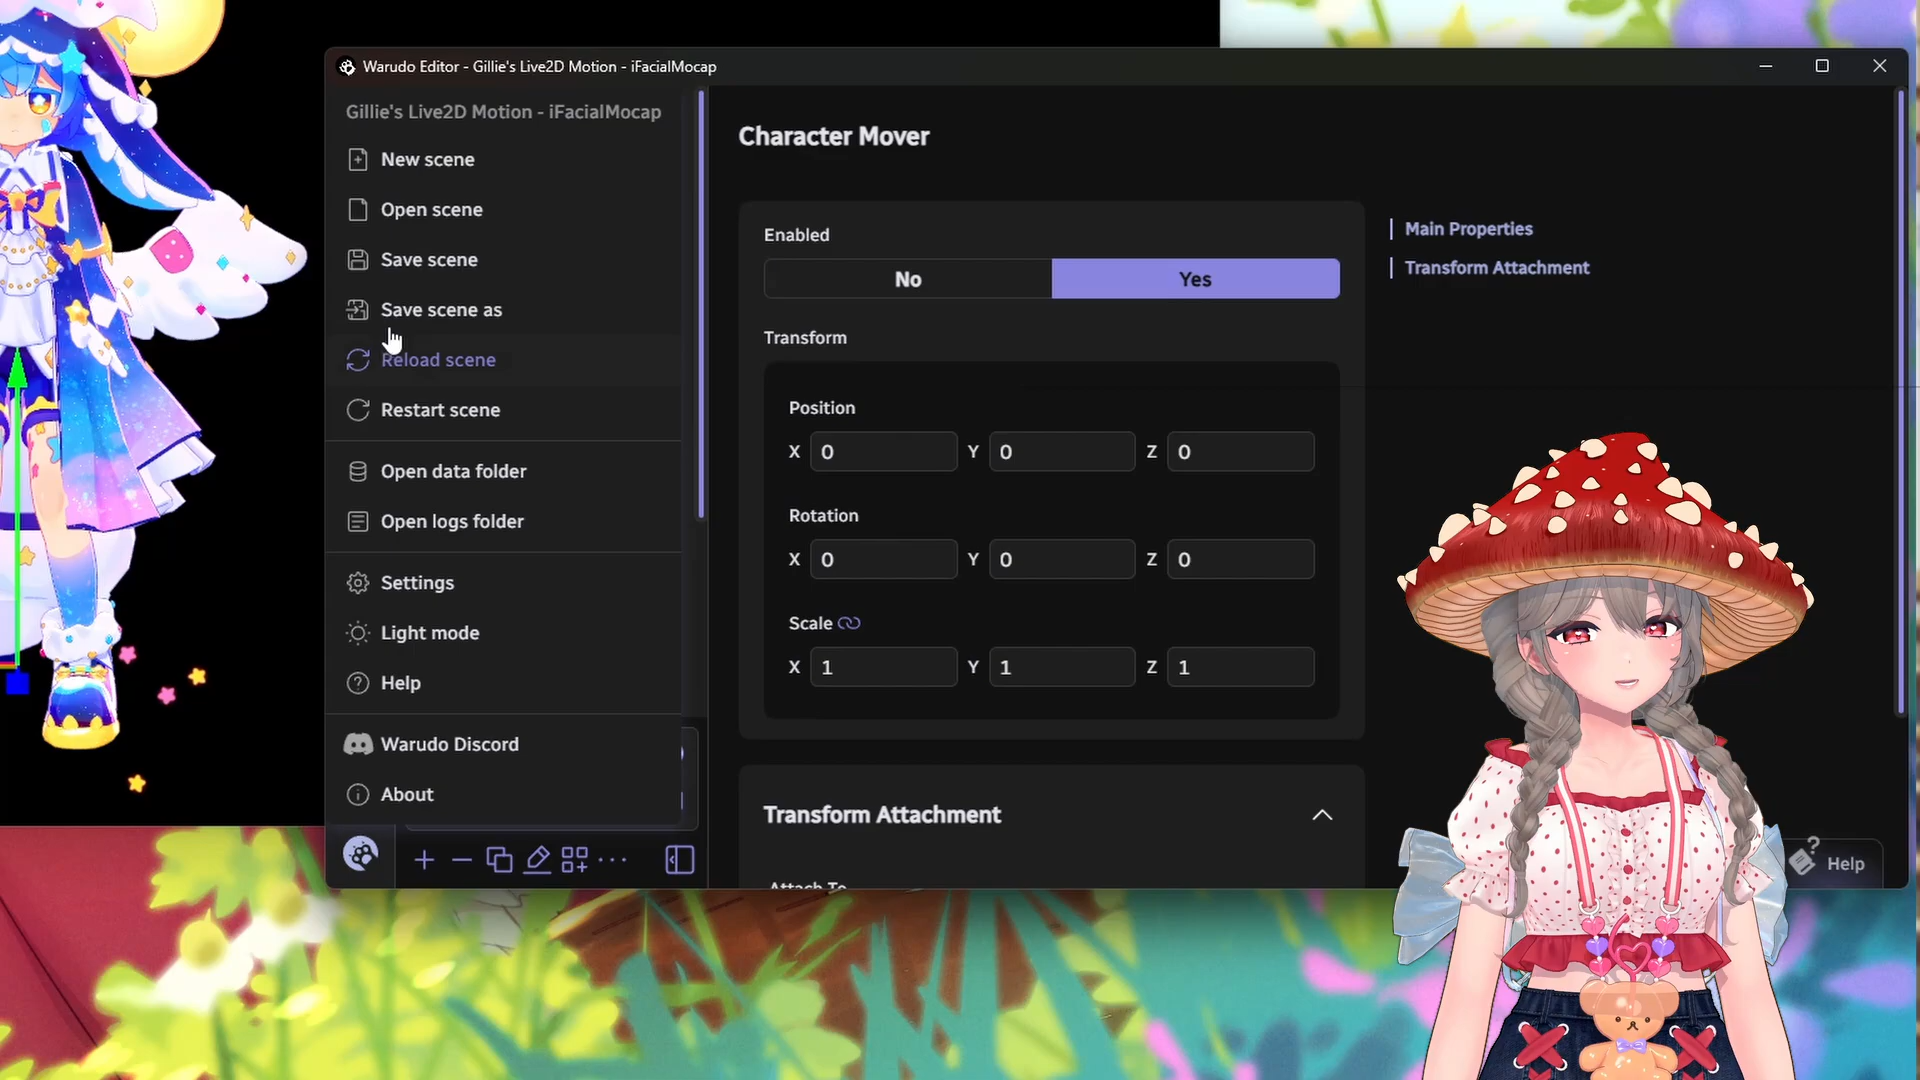 Warudo Editor - Gillie's Live2D Motion - iFacialMocap
Gillie's Live2D Motion - iFacialMocap
New scene
Open scene
Save scene
Save scene as
Reload scene
Restart scene
Open data folder
Open logs folder
Settings
Light mode
Help
Warudo Discord
About
Character Mover
Enabled
No Yes
Transform
Position
X 0 Y 0 Z 0
Rotation
X 0 Y 0 Z 0
Scale
X 1 Y 1 Z 1
Transform Attachment
Attach To
Main Properties
Transform Attachment
Help